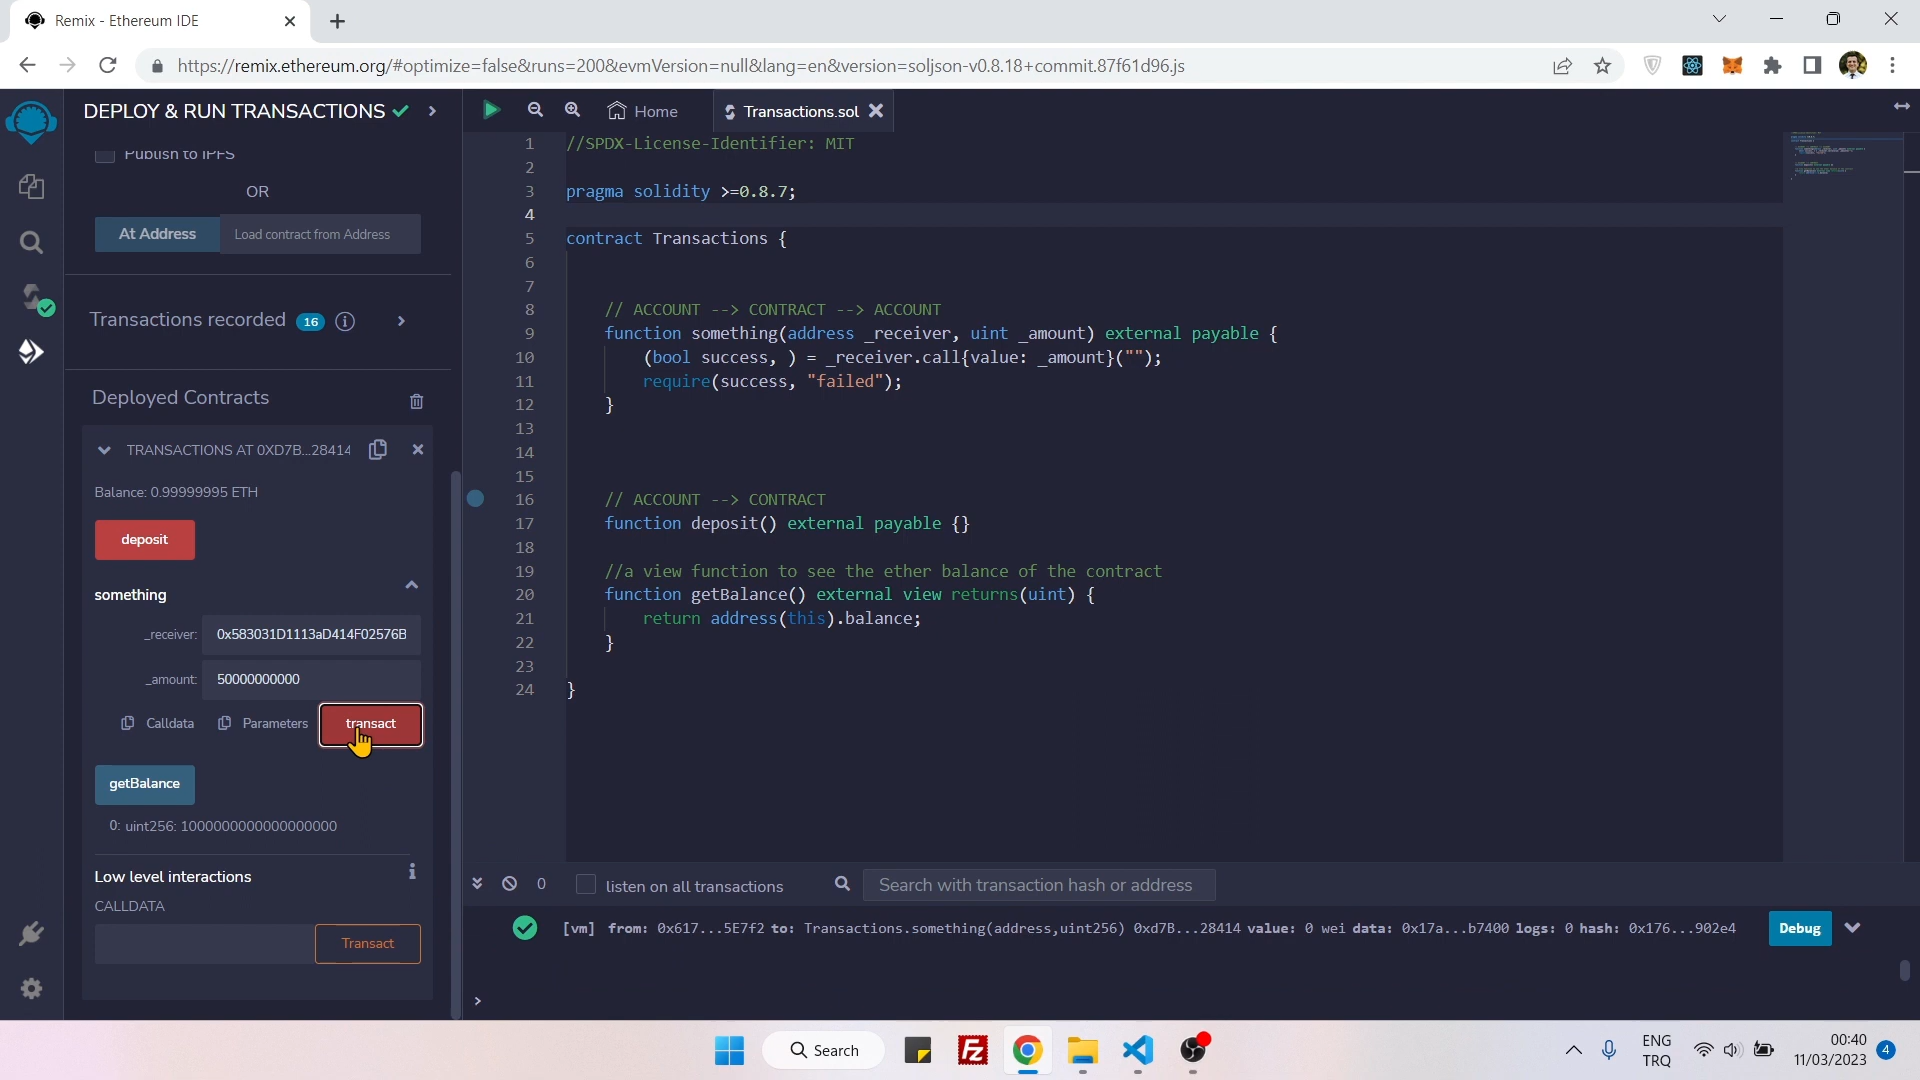 Remix - Ethereum IDE
https://remix.ethereum.org/#optimize=false&runs=200&evmVersion=null&lang=en&version=soljson-v0.8.18+commit.87f61d96.js
DEPLOY & RUN TRANSACTIONS
Publish to IPFS
OR
At Address
Load contract from Address
Transactions recorded 16
Deployed Contracts
TRANSACTIONS AT 0XD7B...28414
Balance: 0.99999995 ETH
deposit
something
_receiver: 0x583031D1113aD414F02576B
_amount: 50000000000
Calldata
Parameters
transact
getBalance
0: uint256: 1000000000000000000
Low level interactions
CALLDATA
Transact
Home
Transactions.sol
1 //SPDX-License-Identifier: MIT
2
3 pragma solidity >=0.8.7;
4
5 contract Transactions {
6
7
8 // ACCOUNT --> CONTRACT --> ACCOUNT
9 function something(address _receiver, uint _amount) external payable {
10 (bool success, ) = _receiver.call{value: _amount}("");
11 require(success, "failed");
12 }
13
14
15
16 // ACCOUNT --> CONTRACT
17 function deposit() external payable {}
18
19 //a view function to see the ether balance of the contract
20 function getBalance() external view returns(uint) {
21 return address(this).balance;
22 }
23
24 }
0
listen on all transactions
Search with transaction hash or address
[vm] from: 0x617...5E7f2 to: Transactions.something(address,uint256) 0xd7B...28414 value: 0 wei data: 0x17a...b7400 logs: 0 hash: 0x176...902e4
Debug
>
Search
ENG
TRQ
00:40
11/03/2023
4